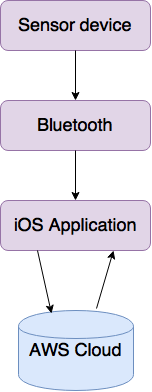 Sensor device
Bluetooth
iOS Application
AWS Cloud